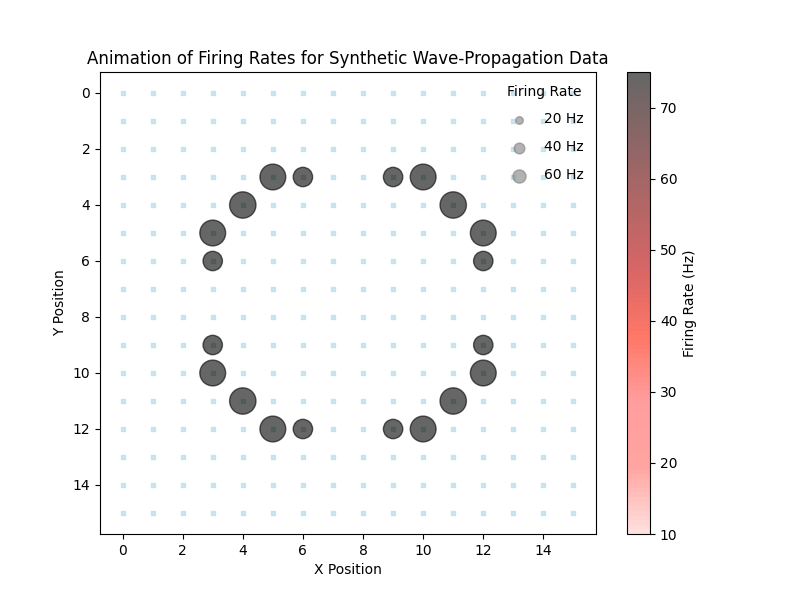 Animation of Firing Rates for Synthetic Wave-Propagation Data
Firing Rate
20 Hz
40 Hz
60 Hz
0
2
4
6
8
10
12
14
Y Position
0 2 4 6 8 10 12 14
X Position
70
60
50
40
30
20
10
Firing Rate (Hz)